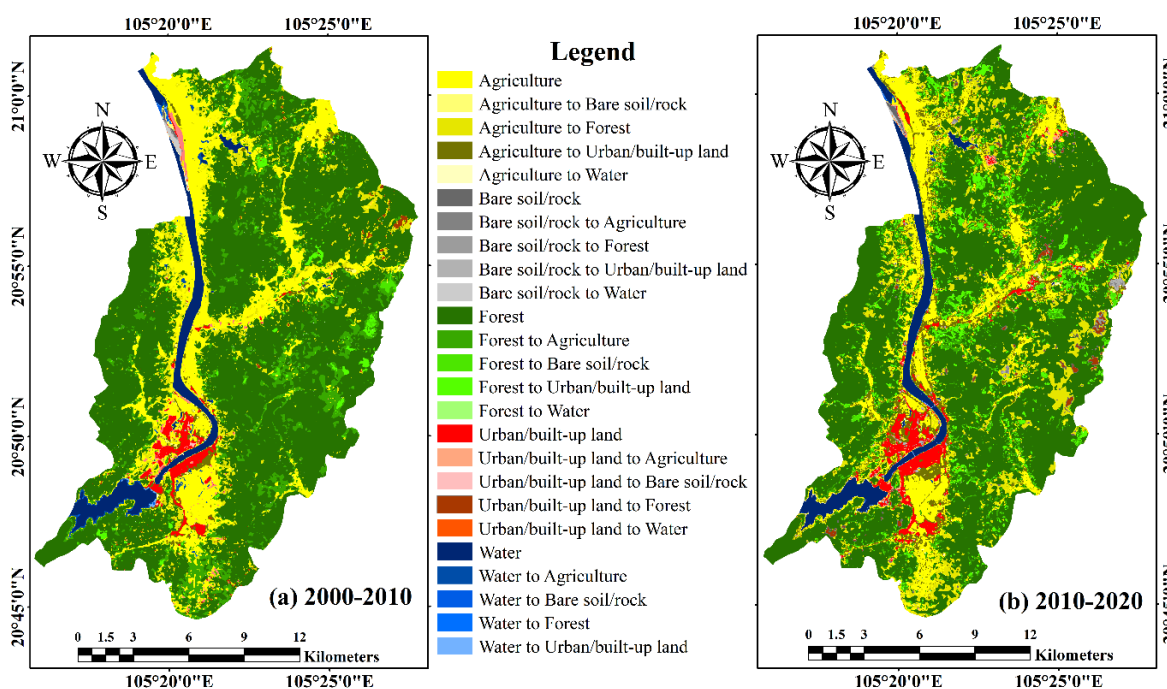 105°20'0"E 105°25'0"E
21°0'0"N
20°55'0"N
20°50'0"N
20°45'0"N
N
W E
S
(a) 2000-2010
0 1.5 3 6 9 12
Kilometers
105°20'0"E 105°25'0"E
Legend
Agriculture
Agriculture to Bare soil/rock
Agriculture to Forest
Agriculture to Urban/built-up land
Agriculture to Water
Bare soil/rock
Bare soil/rock to Agriculture
Bare soil/rock to Forest
Bare soil/rock to Urban/built-up land
Bare soil/rock to Water
Forest
Forest to Agriculture
Forest to Bare soil/rock
Forest to Urban/built-up land
Forest to Water
Urban/built-up land
Urban/built-up land to Agriculture
Urban/built-up land to Bare soil/rock
Urban/built-up land to Forest
Urban/built-up land to Water
Water
Water to Agriculture
Water to Bare soil/rock
Water to Forest
Water to Urban/built-up land
105°20'0"E 105°25'0"E
N
W E
S
(b) 2010-2020
0 1.5 3 6 9 12
Kilometers
105°20'0"E 105°25'0"E